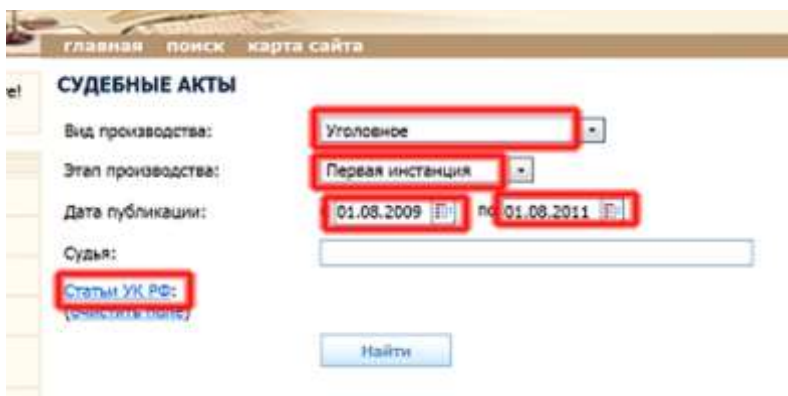 главная поиск карта сайта
е!
СУДЕБНЫЕ АКТЫ
Вид производства: Уголовное
Этап производства: Первая инстанция
Дата публикации: 01.08.2009 по 01.08.2011
Судья:
Статьи УК РФ:
(очистить поле)
Найти